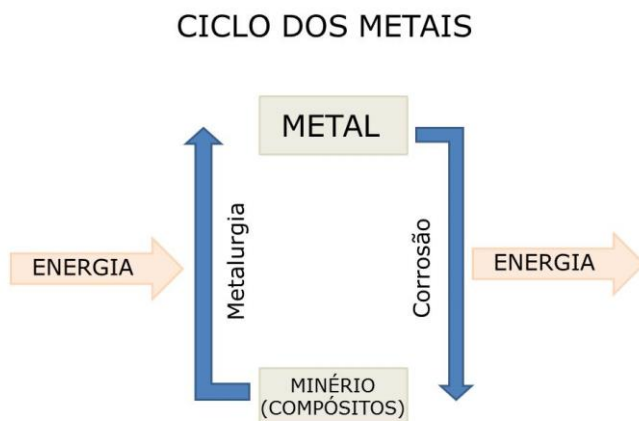 CICLO DOS METAIS
METAL
Metalurgia
Corrosão
ENERGIA
ENERGIA
MINÉRIO
(COMPÓSITOS)